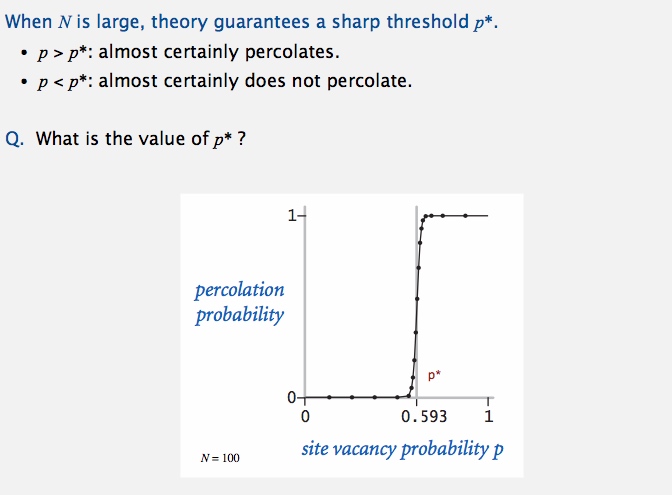 When N is large, theory guarantees a sharp threshold p*.
• p > p*: almost certainly percolates.
• p < p*: almost certainly does not percolate.
Q. What is the value of p* ?
1
percolation
probability
p*
0
0 0.593 1
site vacancy probability p
N = 100